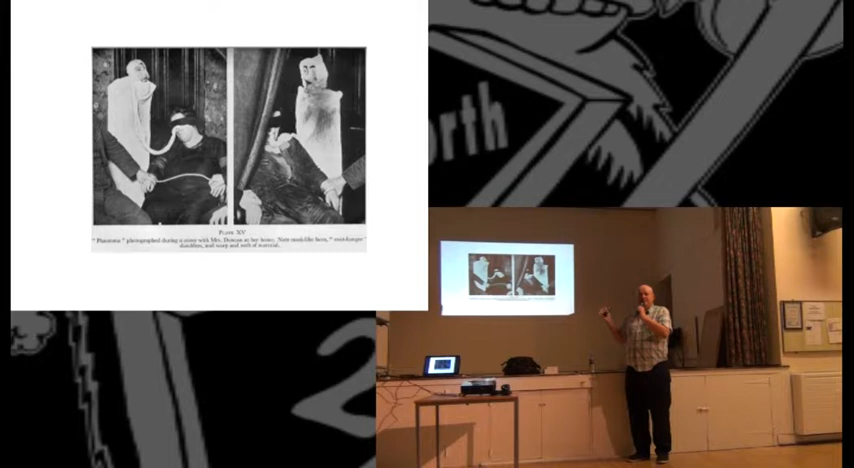 PLATE XV
" Phantoms " photographed during a séance with Mrs. Duncan at her home. Note mask-like faces, " coat-hanger "
shoulders, and warp and weft of material.
orth
2